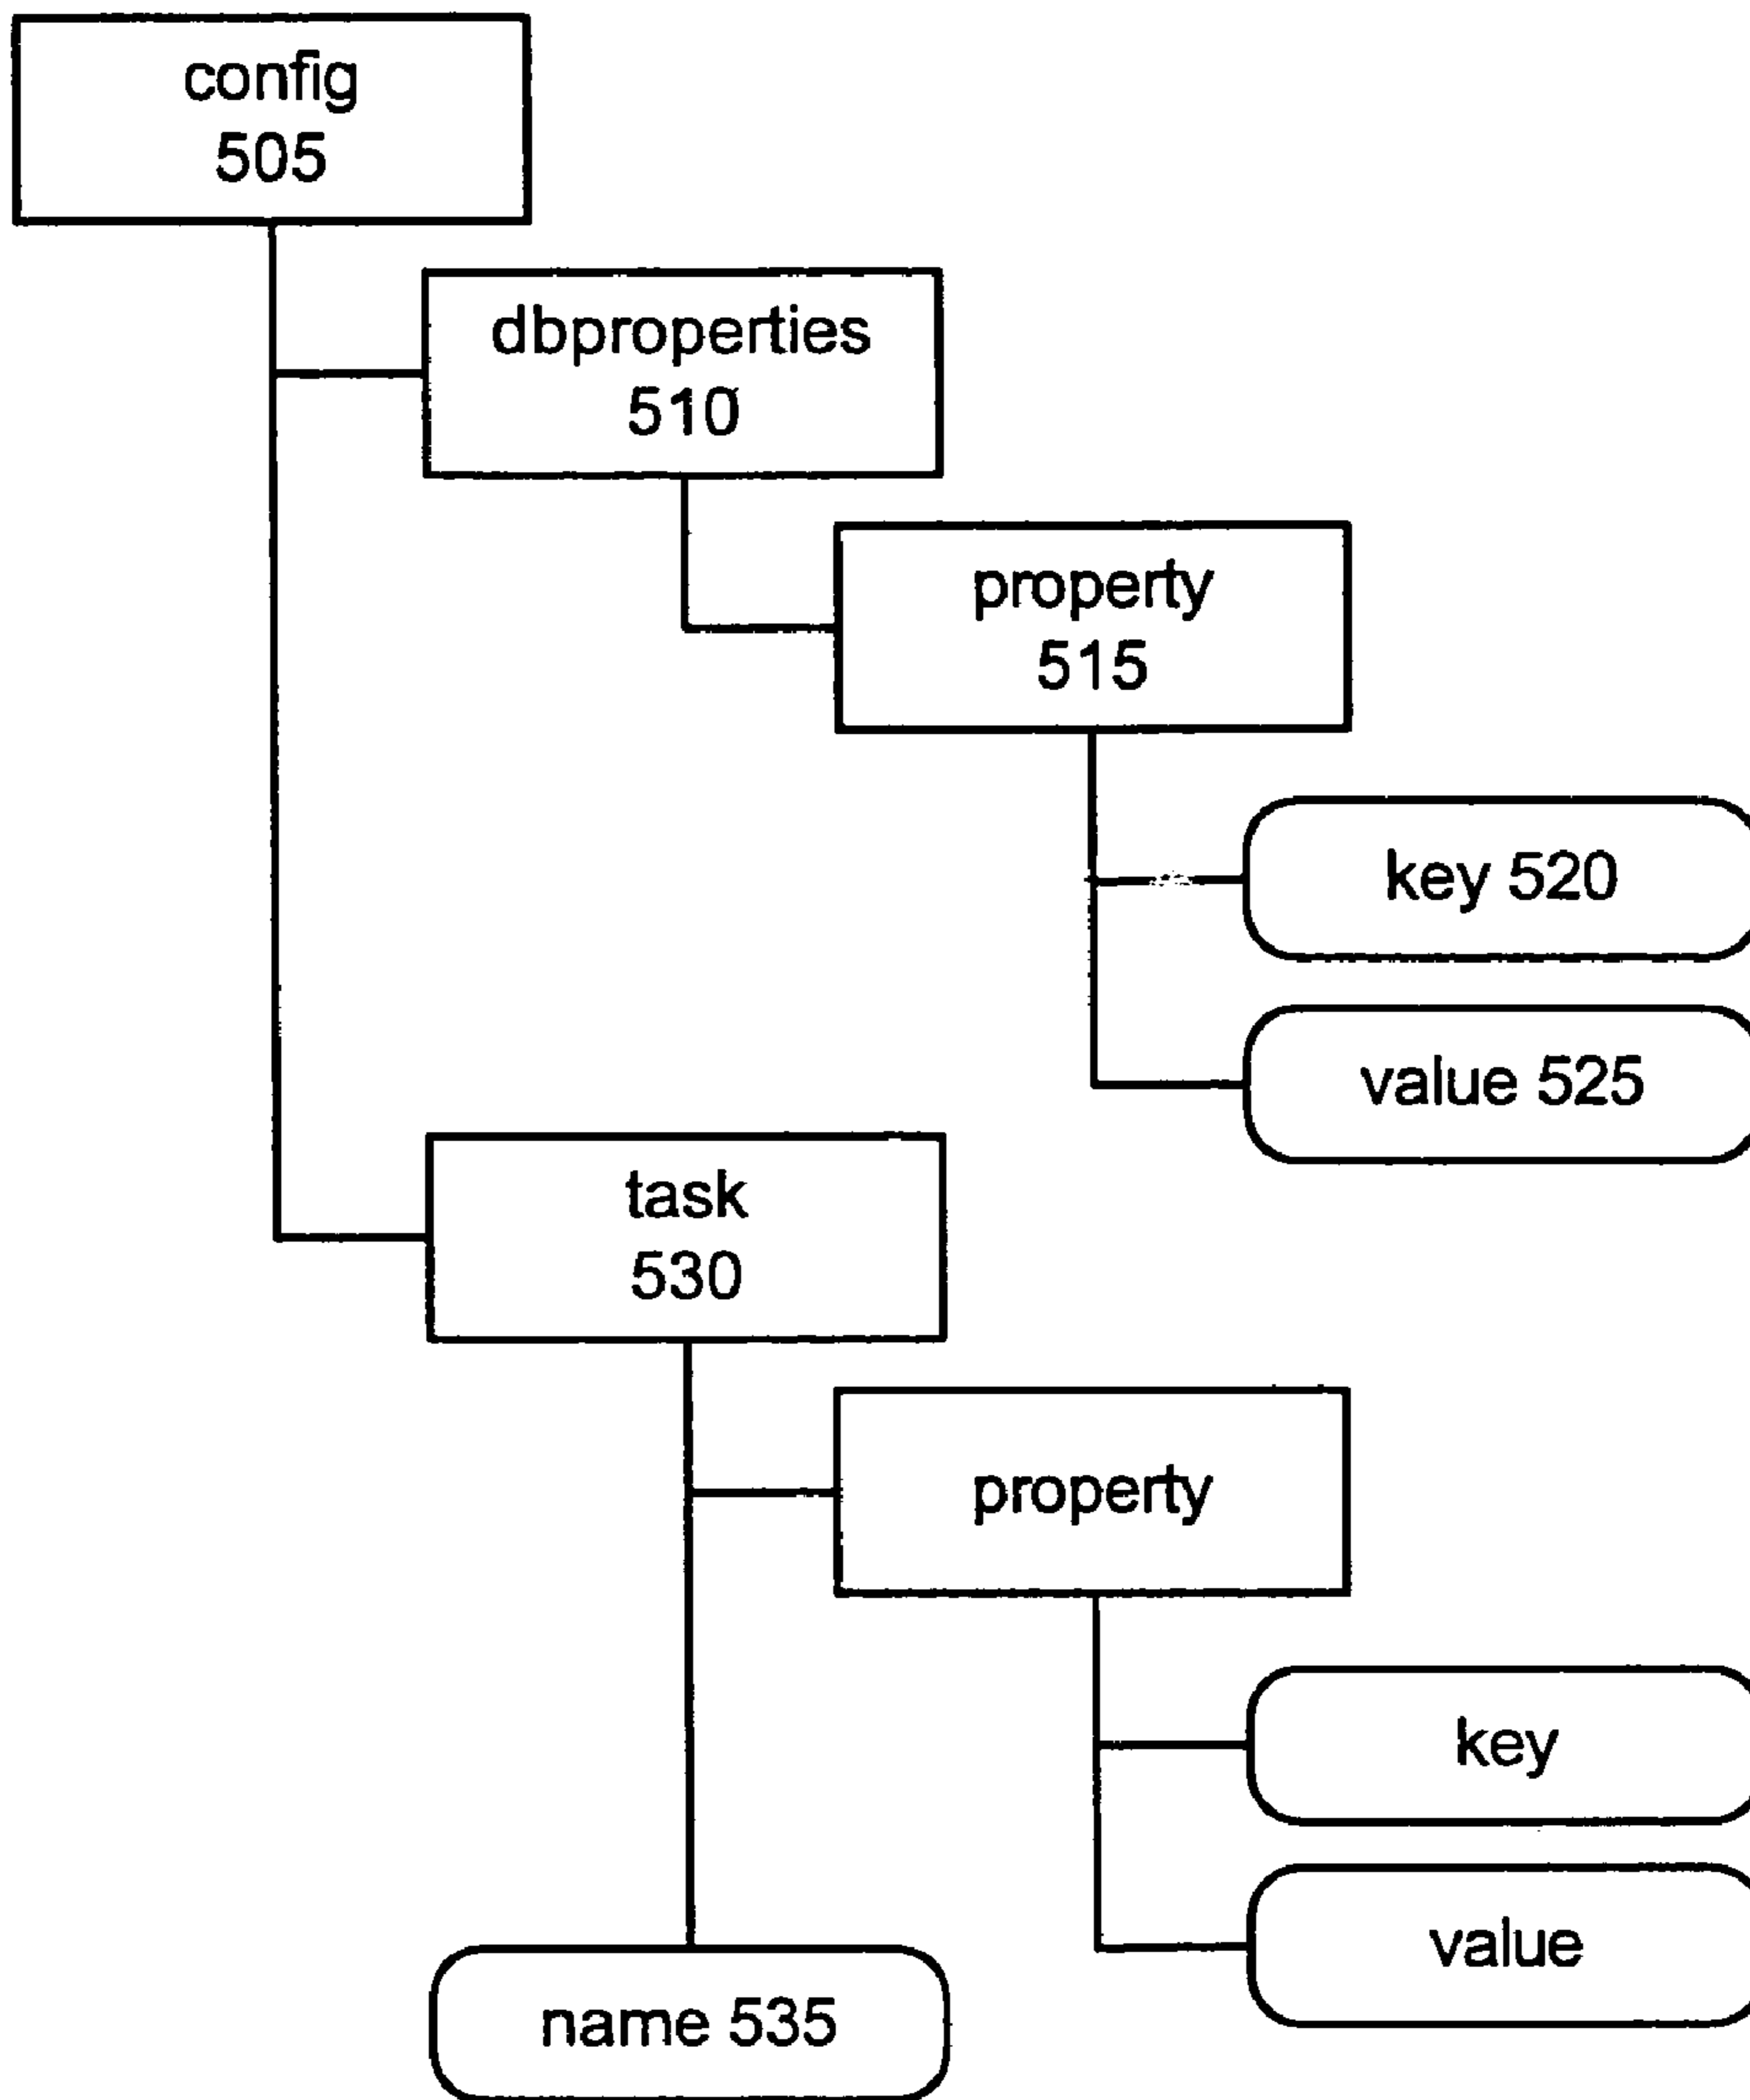 config
505
dbproperties
510
property
515
key 520
value 525
task
530
property
key
value
name 535